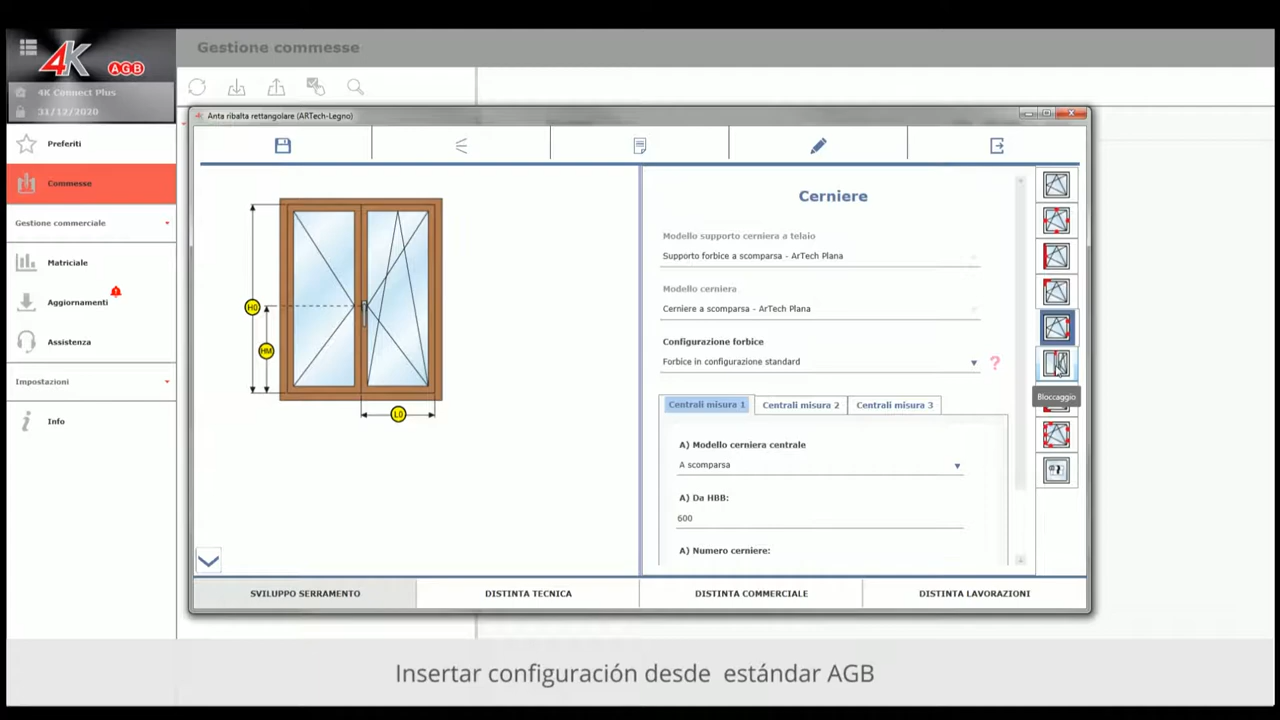 Gestione commesse
4K AGB
4K Connect Plus
31/12/2020
Preferiti
Commesse
Gestione commerciale
Matriciale
Aggiornamenti
Assistenza
Impostazioni
Info
Anta ribalta rettangolare (ARTech-Legno)
H0
HM
L0
Cerniere
Modello supporto cerniera a telaio
Supporto forbice a scomparsa - ArTech Plana
Modello cerniera
Cerniere a scomparsa - ArTech Plana
Configurazione forbice
Forbice in configurazione standard
?
Centrali misura 1 Centrali misura 2 Centrali misura 3
A) Modello cerniera centrale
A scomparsa
A) Da HBB:
600
A) Numero cerniere:
Bloccaggio
SVILUPPO SERRAMENTO DISTINTA TECNICA DISTINTA COMMERCIALE DISTINTA LAVORAZIONI
Insertar configuración desde estándar AGB